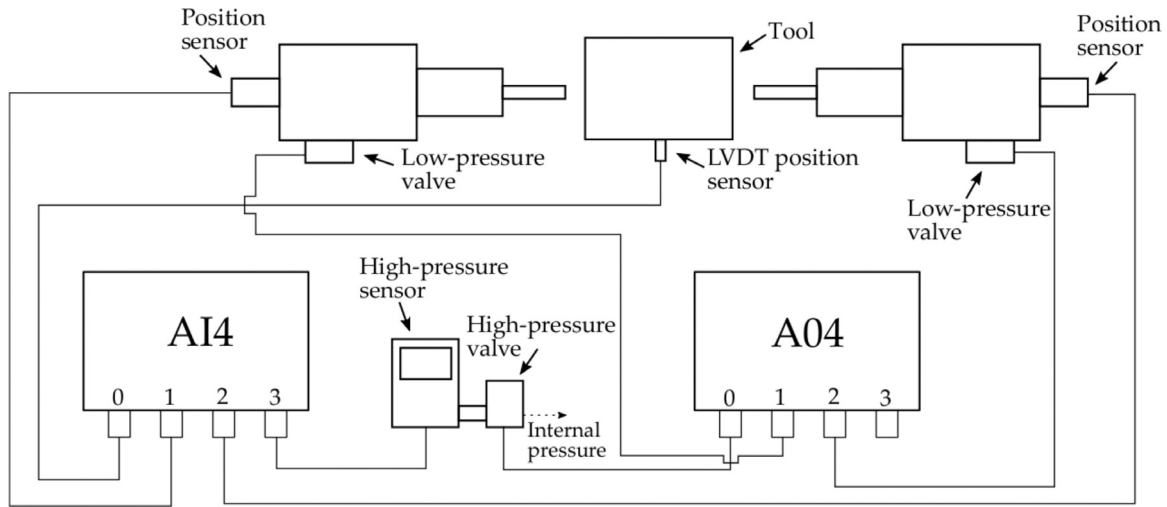 Position
sensor
Tool
Position
sensor
Low-pressure
valve
LVDT position
sensor
Low-pressure
valve
High-pressure
sensor
High-pressure
valve
AI4
0 1 2 3
Internal
pressure
A04
0 1 2 3